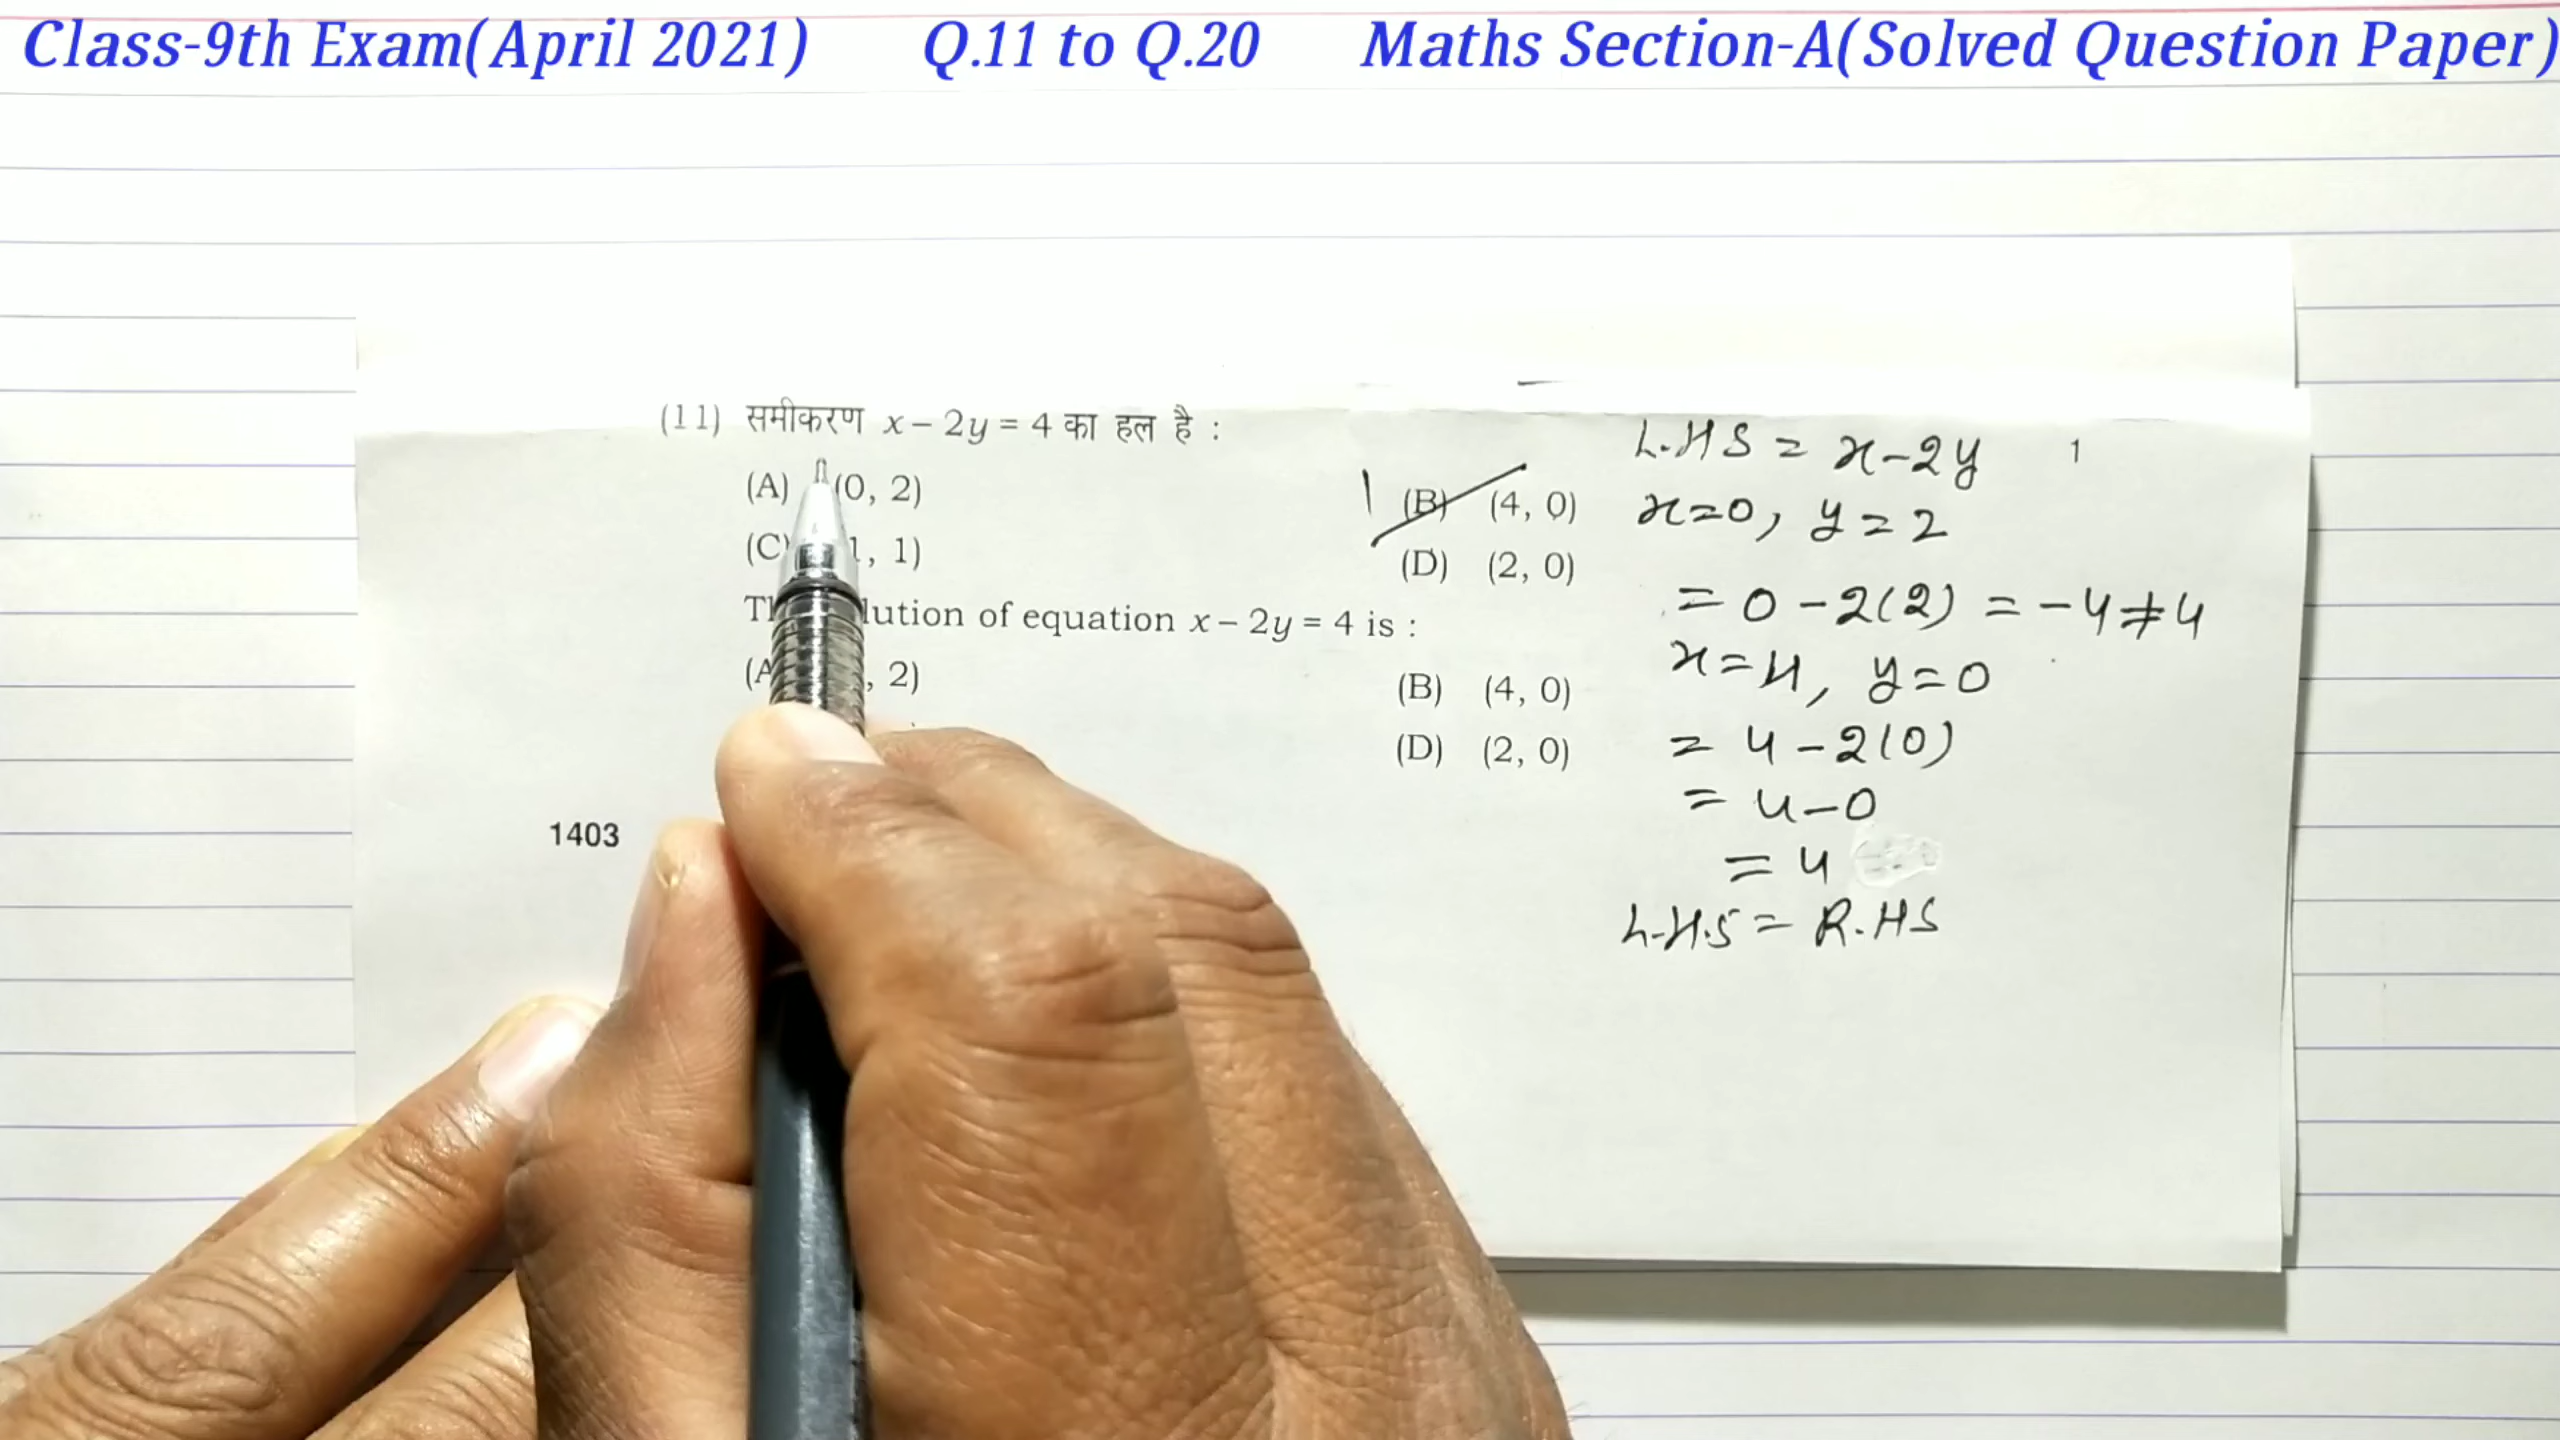 Class-9th Exam(April 2021) Q.11 to Q.20 Maths Section-A(Solved Question Paper)
(11) समीकरण x – 2y = 4 का हल है : 1
(A) (0, 2) (B) (4, 0)
(C) 1, 1) (D) (2, 0)
of equation x – 2y = 4 is :
2) (B) (4, 0)
(D) (2, 0)
1403
L.HS = x-2y
x=0, y=2
= 0-2(2) = -4≠4
x=4, y=0
= 4-2(0)
= 4-0
= 4
L.H.S = R.HS